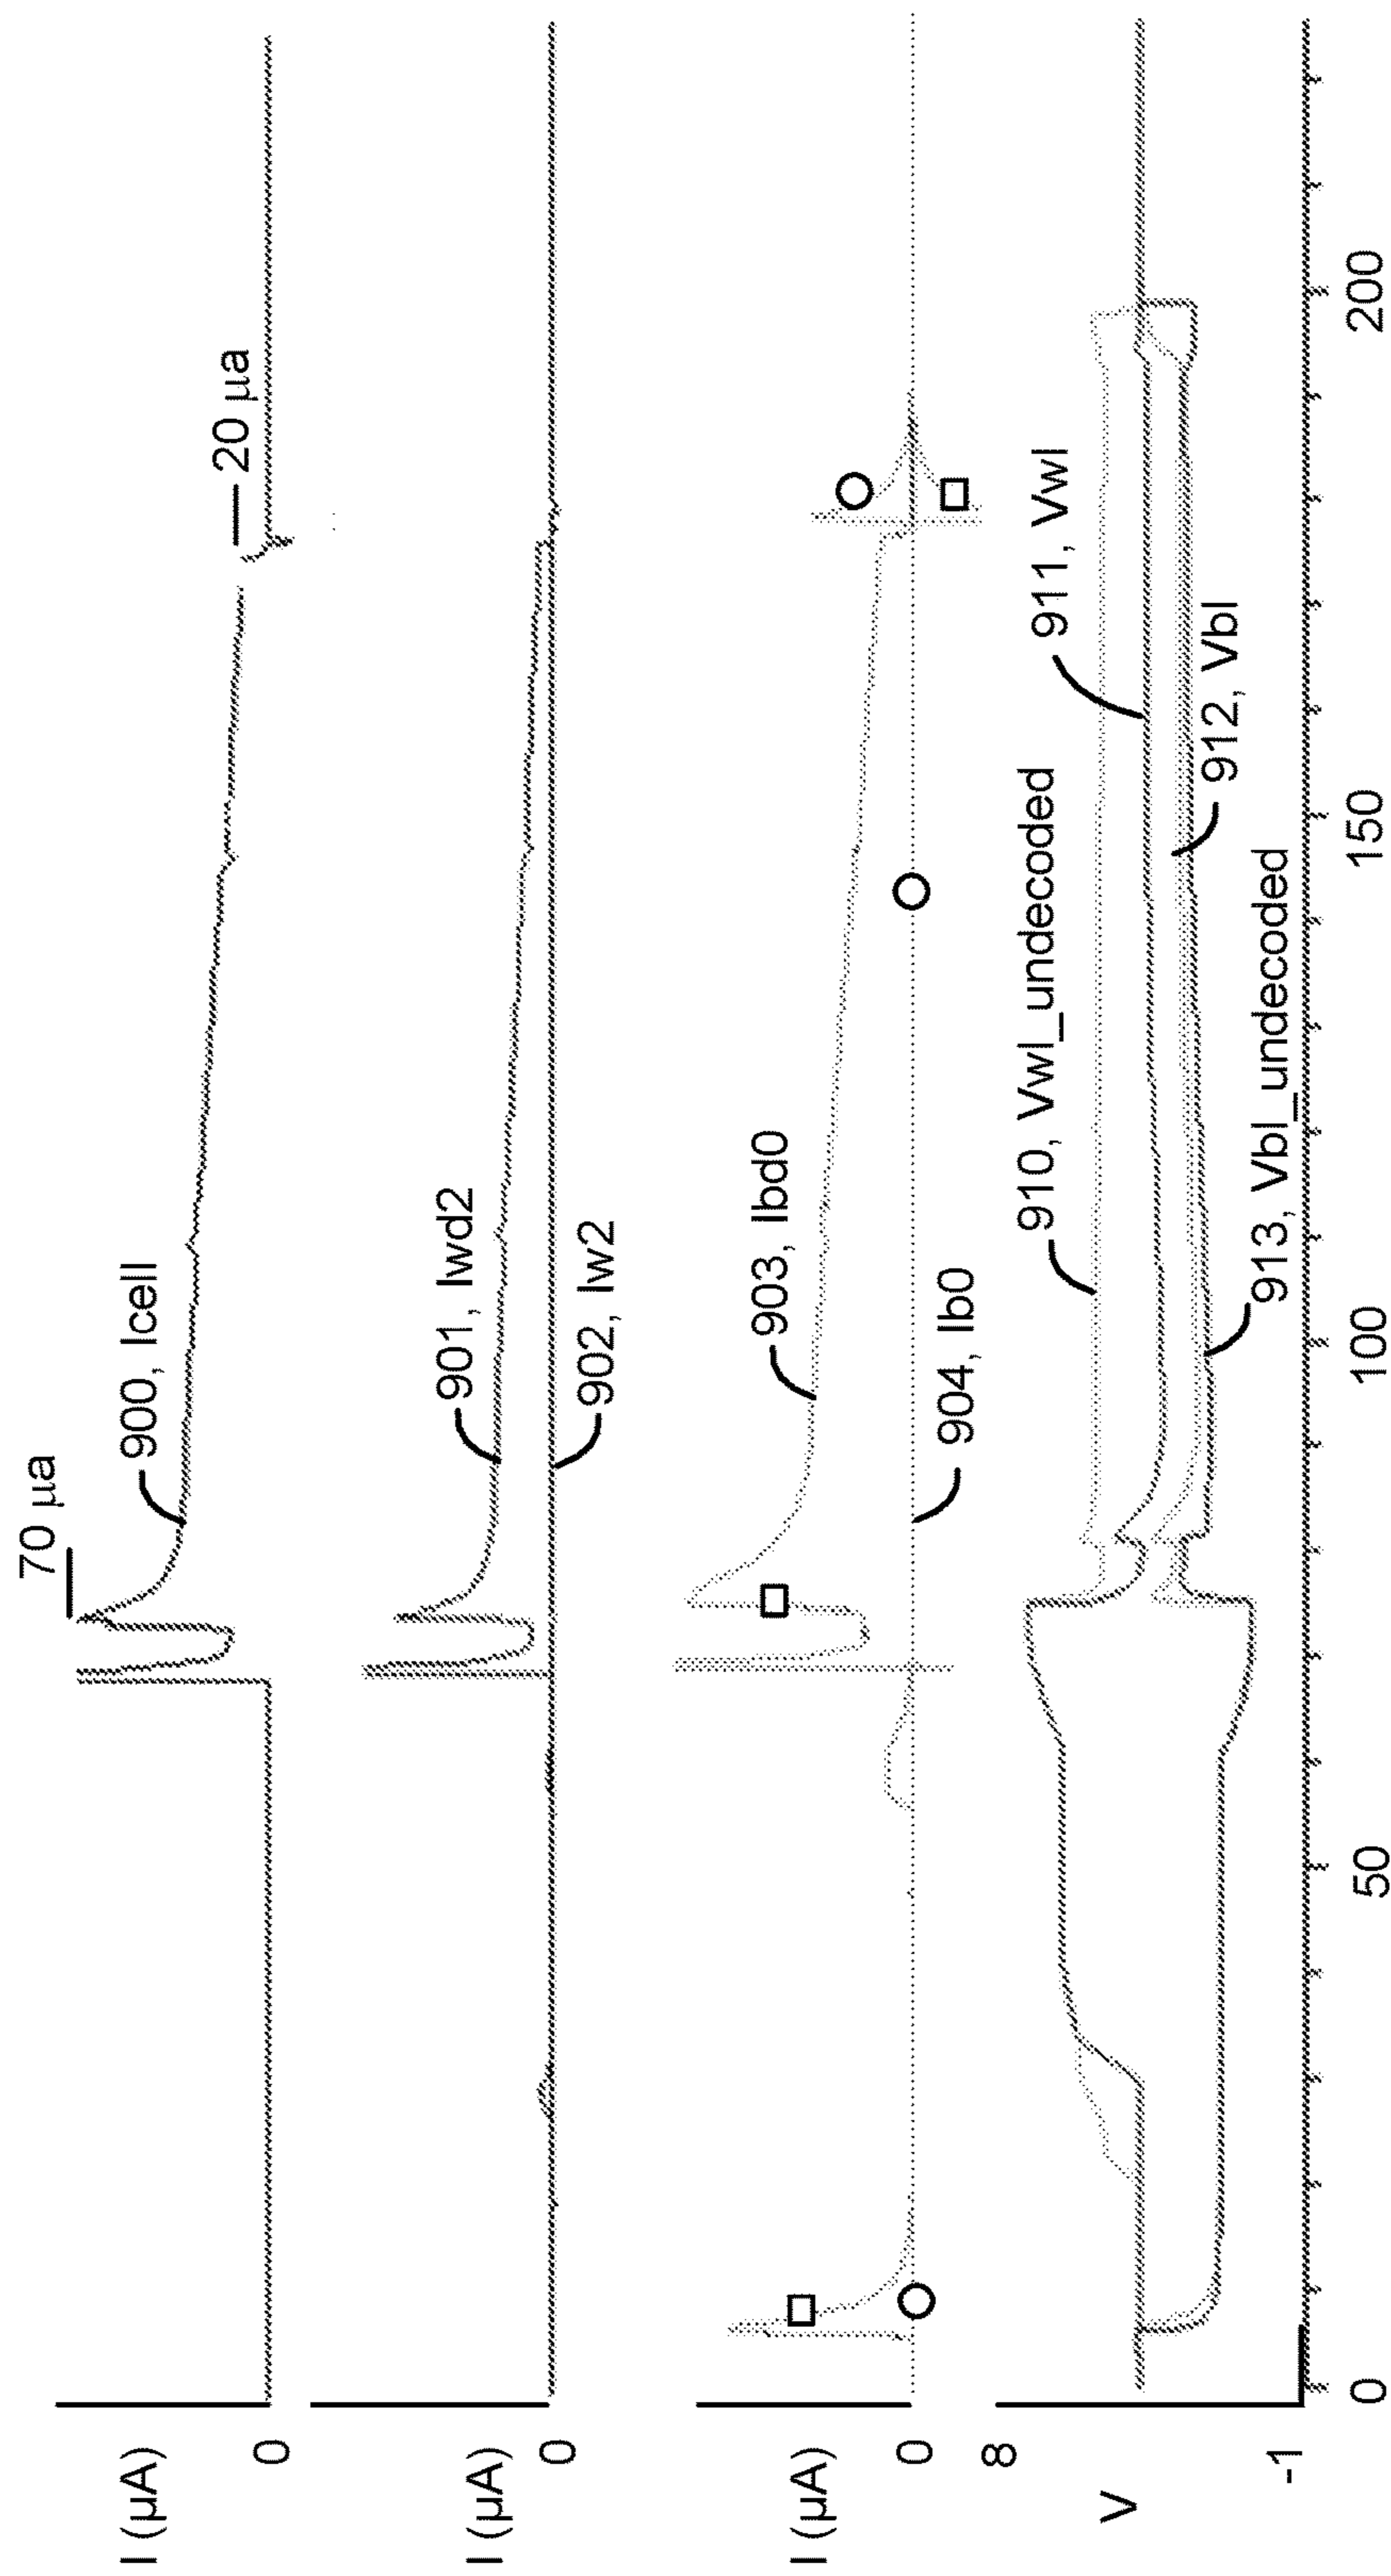 I (µA)
0
70 µa
900, Icell
20 µa
I (µA)
0
901, Iwd2
902, Iw2
I (µA)
0
903, Ibd0
904, Ib0
8
V
-1
910, Vwl_undecoded
911, Vwl
912, Vbl
913, Vbl_undecoded
0
50
100
150
200